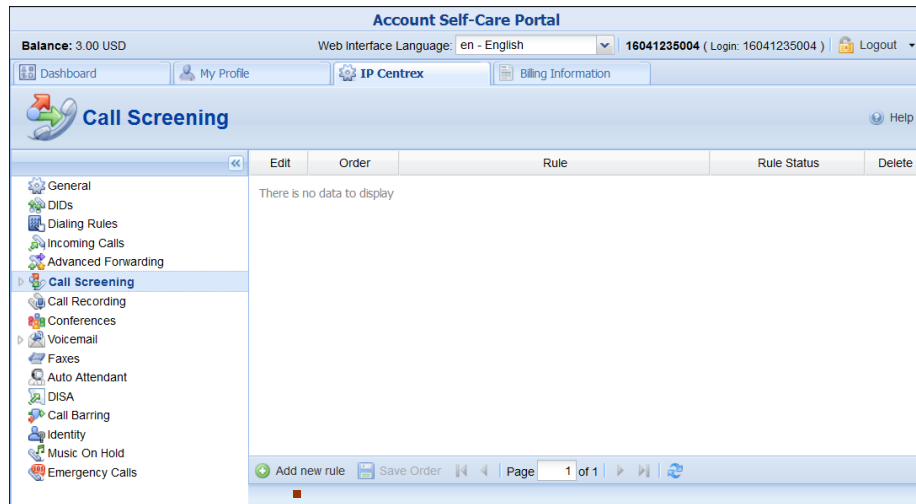 Account Self-Care Portal
Balance: 3.00 USD Web Interface Language: en - English 16041235004 ( Login: 16041235004 ) Logout
Dashboard My Profile IP Centrex Billing Information
Call Screening Help
Edit Order Rule Rule Status Delete
There is no data to display
General
DIDs
Dialing Rules
Incoming Calls
Advanced Forwarding
Call Screening
Call Recording
Conferences
Voicemail
Faxes
Auto Attendant
DISA
Call Barring
Identity
Music On Hold
Emergency Calls
Add new rule Save Order Page 1 of 1